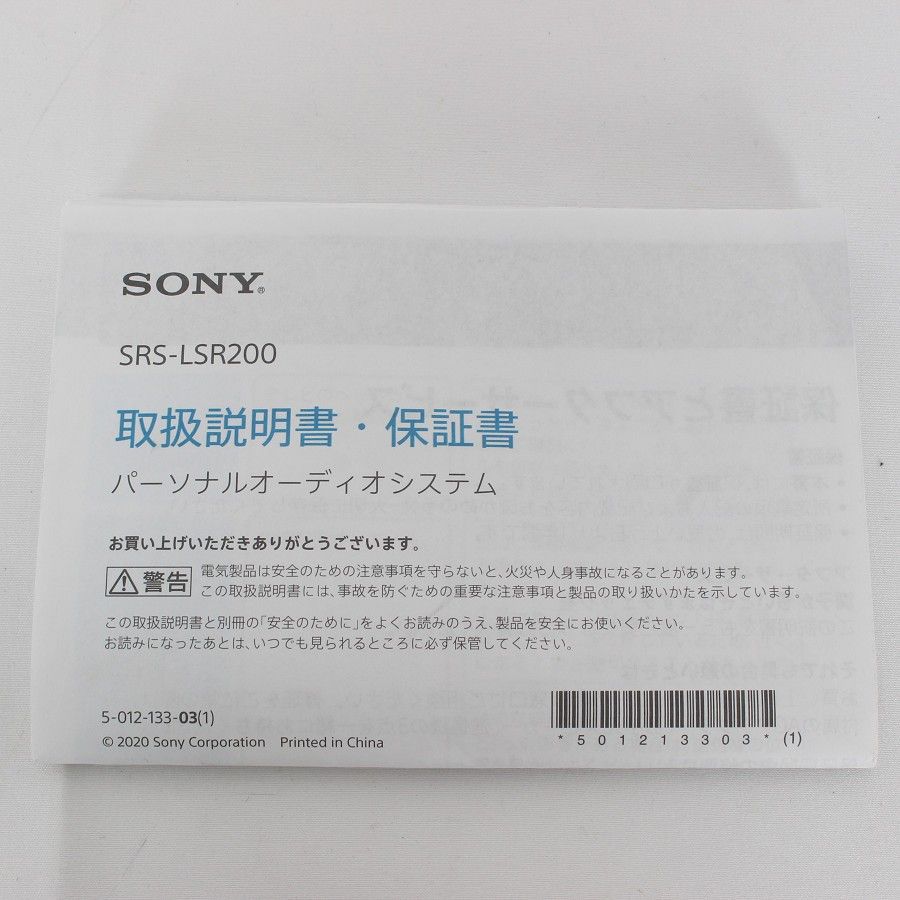 SONY®
SRS-LSR200
取扱説明書・保証書
パーソナルオーディオシステム
お買い上げいただきありがとうございます。
警告
電気製品は安全のための注意事項を守らないと、火災や人身事故になることがあります。
この取扱説明書には、事故を防ぐための重要な注意事項と製品の取り扱いかたを示しています。
この取扱説明書と別冊の「安全のために」をよくお読みのうえ、製品を安全にお使いください。
お読みになったあとは、いつでも見られるところに必ず保管してください。
5-012-133-03(1)
© 2020 Sony Corporation Printed in China
*501213303*(1)